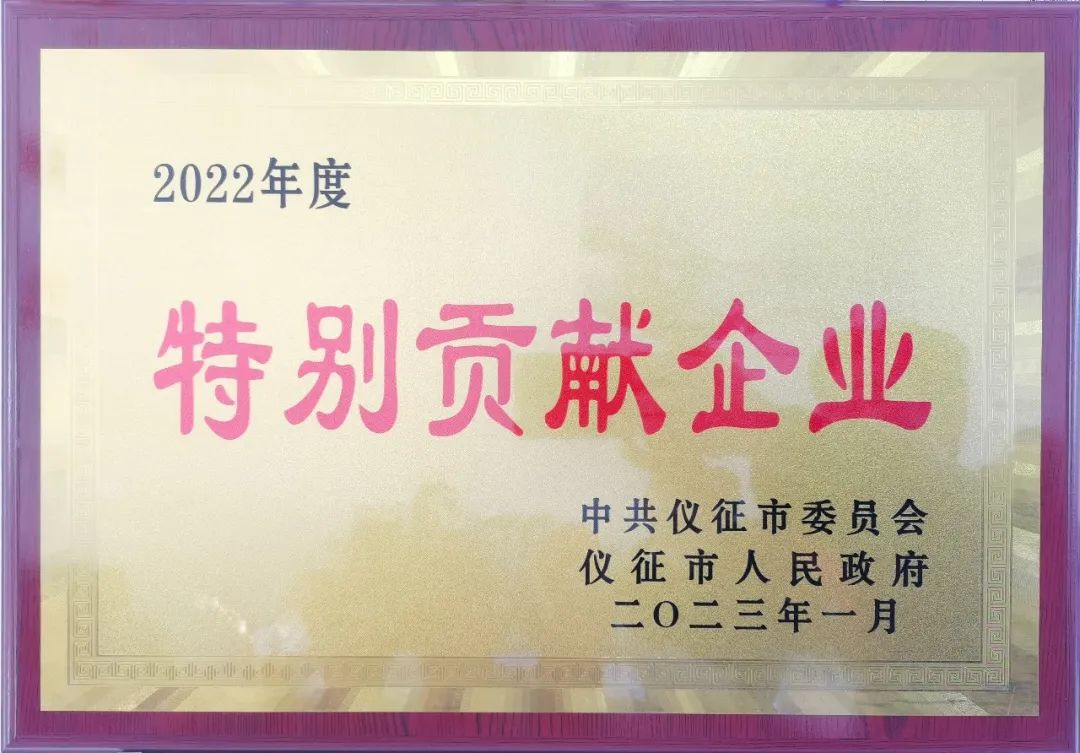 2022年度
特别贡献企业
中共仪征市委员会
仪征市人民政府
二〇二三年一月